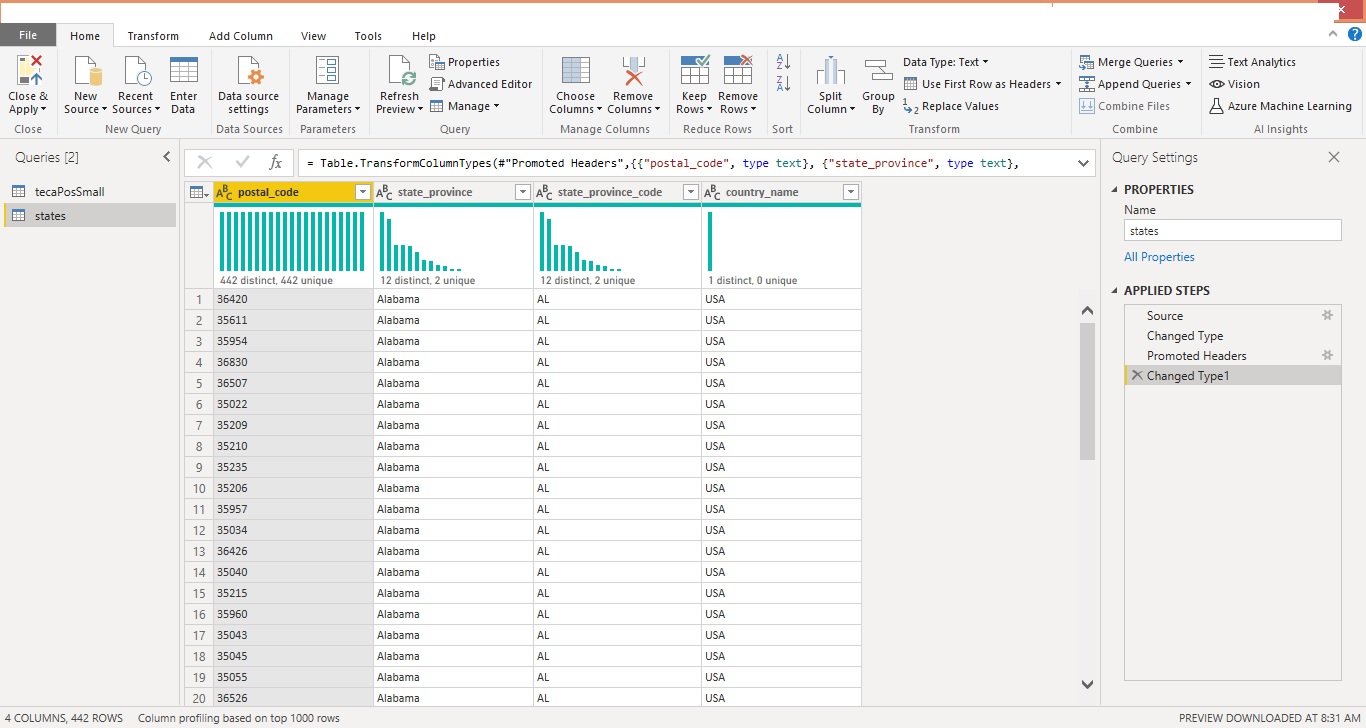 File Home Transform Add Column View Tools Help
Close & Apply
New Source
Recent Sources
Enter Data
Data source settings
Manage Parameters
Refresh Preview
Properties
Advanced Editor
Manage
Choose Columns
Remove Columns
Keep Rows
Remove Rows
Split Column
Group By
Data Type: Text
Use First Row as Headers
Replace Values
Merge Queries
Append Queries
Combine Files
Text Analytics
Vision
Azure Machine Learning
Close New Query Data Sources Parameters Query Manage Columns Reduce Rows Sort Transform Combine AI Insights
Queries [2]
tecaPosSmall
states
fx = Table.TransformColumnTypes(#"Promoted Headers",{{"postal_code", type text}, {"state_province", type text},
ABC postal_code ABC state_province ABC state_province_code ABC country_name
442 distinct, 442 unique 12 distinct, 2 unique 12 distinct, 2 unique 1 distinct, 0 unique
1 36420 Alabama AL USA
2 35611 Alabama AL USA
3 35954 Alabama AL USA
4 36830 Alabama AL USA
5 36507 Alabama AL USA
6 35022 Alabama AL USA
7 35209 Alabama AL USA
8 35210 Alabama AL USA
9 35235 Alabama AL USA
10 35206 Alabama AL USA
11 35957 Alabama AL USA
12 35034 Alabama AL USA
13 36426 Alabama AL USA
14 35040 Alabama AL USA
15 35215 Alabama AL USA
16 35960 Alabama AL USA
17 35043 Alabama AL USA
18 35045 Alabama AL USA
19 35055 Alabama AL USA
20 36526 Alabama AL USA
Query Settings
PROPERTIES
Name
states
All Properties
APPLIED STEPS
Source
Changed Type
Promoted Headers
Changed Type1
4 COLUMNS, 442 ROWS Column profiling based on top 1000 rows PREVIEW DOWNLOADED AT 8:31 AM